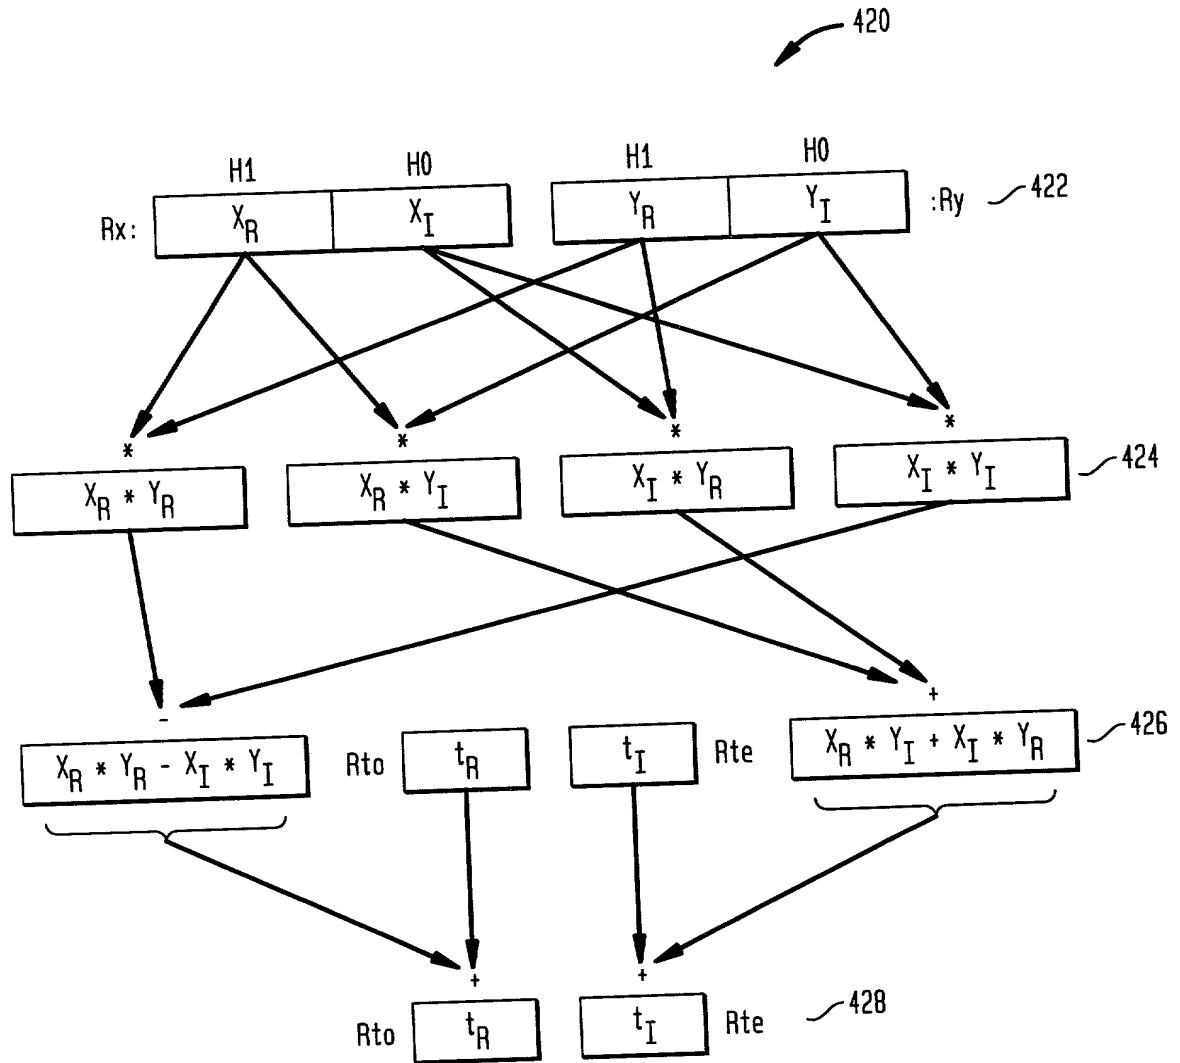 420
H1 H0 H1 H0
Rx: X_R X_I Y_R Y_I :Ry 422
* * * *
X_R * Y_R X_R * Y_I X_I * Y_R X_I * Y_I 424
- +
X_R * Y_R - X_I * Y_I Rto t_R t_I Rte X_R * Y_I + X_I * Y_R 426
+ +
Rto t_R t_I Rte 428